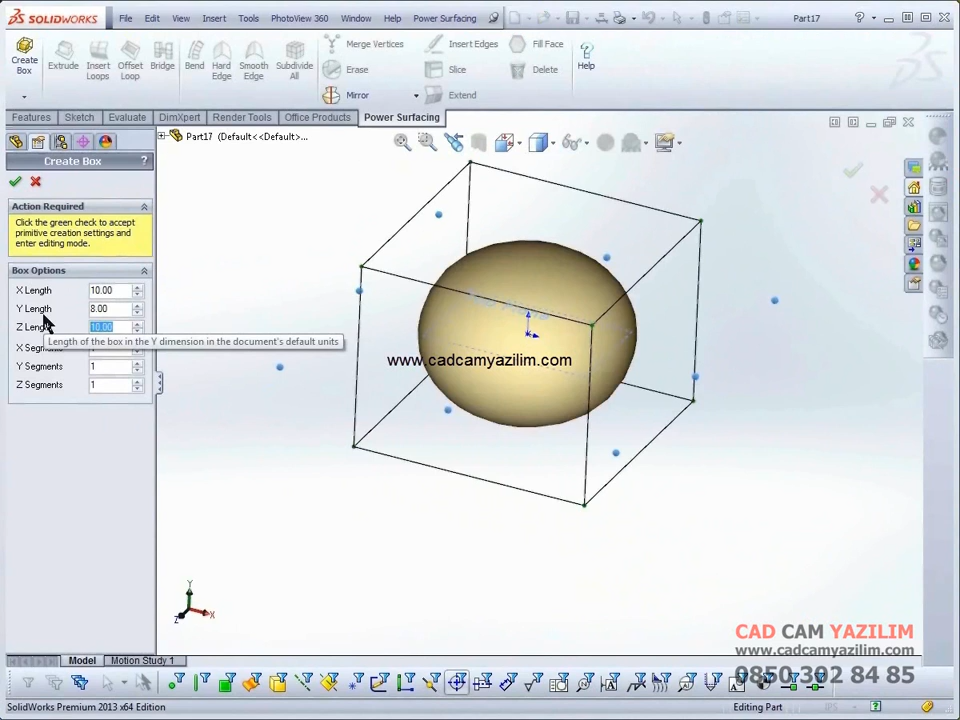 SOLIDWORKS File Edit View Insert Tools PhotoView 360 Window Help Power Surfacing Part17
Create Box
Extrude
Insert Loops
Offset Loop
Bridge
Bend
Hard Edge
Smooth Edge
Subdivide All
Merge Vertices
Erase
Mirror
Insert Edges
Slice
Extend
Fill Face
Delete
Help
Features Sketch Evaluate DimXpert Render Tools Office Products Power Surfacing
Part17 (Default<<Default>...
Create Box ?
Action Required
Click the green check to accept
primitive creation settings and
enter editing mode.
Box Options
X Length 10.00
Y Length 8.00
Z Length 10.00
Length of the box in the Y dimension in the document's default units
X Segments
Y Segments 1
Z Segments 1
www.cadcamyazilim.com
Y
X
Z
CAD CAM YAZILIM
www.cadcamyazilim.com
0850 302 84 85
Model Motion Study 1
SolidWorks Premium 2013 x64 Edition Editing Part